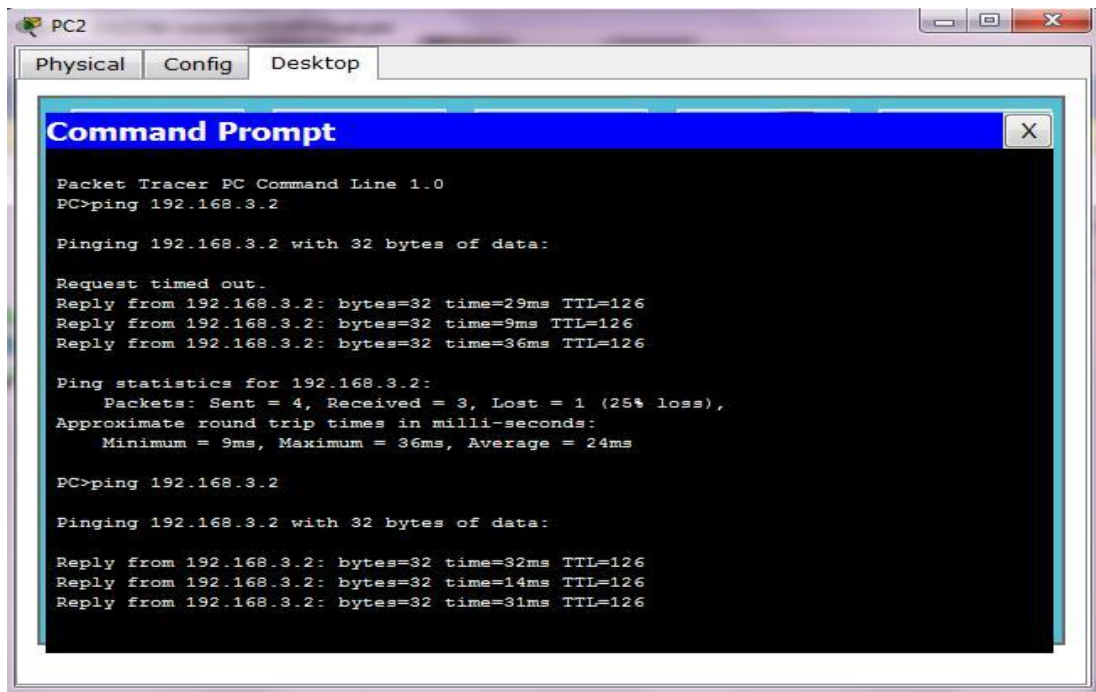 PC2
Physical Config Desktop
Command Prompt
X
Packet Tracer PC Command Line 1.0
PC>ping 192.168.3.2
Pinging 192.168.3.2 with 32 bytes of data:
Request timed out.
Reply from 192.168.3.2: bytes=32 time=29ms TTL=126
Reply from 192.168.3.2: bytes=32 time=9ms TTL=126
Reply from 192.168.3.2: bytes=32 time=36ms TTL=126
Ping statistics for 192.168.3.2:
Packets: Sent = 4, Received = 3, Lost = 1 (25% loss),
Approximate round trip times in milli-seconds:
Minimum = 9ms, Maximum = 36ms, Average = 24ms
PC>ping 192.168.3.2
Pinging 192.168.3.2 with 32 bytes of data:
Reply from 192.168.3.2: bytes=32 time=32ms TTL=126
Reply from 192.168.3.2: bytes=32 time=14ms TTL=126
Reply from 192.168.3.2: bytes=32 time=31ms TTL=126